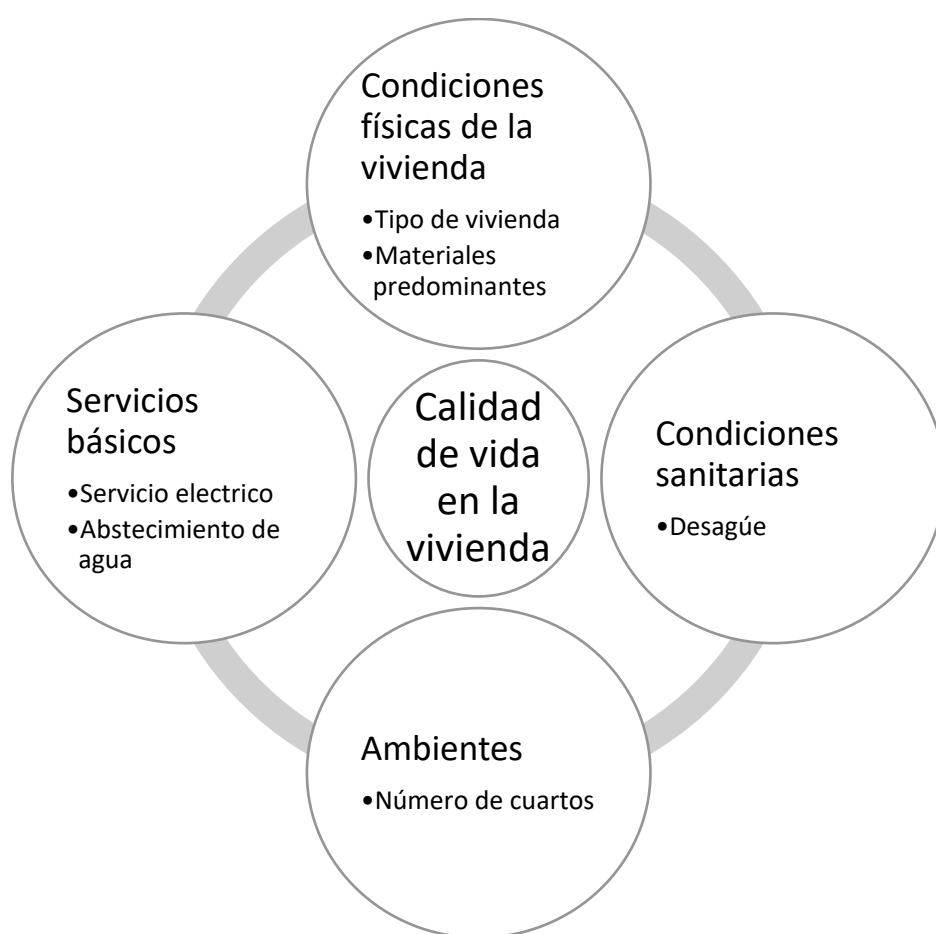 Condiciones
físicas de la
vivienda
•Tipo de vivienda
•Materiales
predominantes
Servicios
básicos
•Servicio electrico
•Abstecimiento de
agua
Calidad
de vida
en la
vivienda
Condiciones
sanitarias
•Desagúe
Ambientes
•Número de cuartos